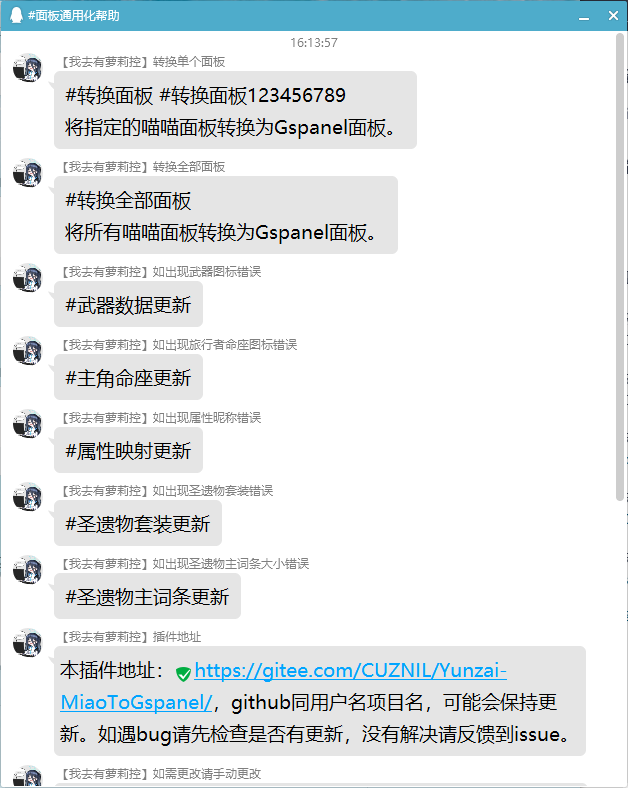 #面板通用化帮助
16:13:57
【我去有萝莉控】转换单个面板
#转换面板 #转换面板123456789
将指定的喵喵面板转换为Gspanel面板。
【我去有萝莉控】转换全部面板
#转换全部面板
将所有喵喵面板转换为Gspanel面板。
【我去有萝莉控】如出现武器图标错误
#武器数据更新
【我去有萝莉控】如出现旅行者命座图标错误
#主角命座更新
【我去有萝莉控】如出现属性昵称错误
#属性映射更新
【我去有萝莉控】如出现圣遗物套装错误
#圣遗物套装更新
【我去有萝莉控】如出现圣遗物主词条大小错误
#圣遗物主词条更新
【我去有萝莉控】插件地址
本插件地址：https://gitee.com/CUZNIL/Yunzai-
MiaoToGspanel/，github同用户名项目名，可能会保持更
新。如遇bug请先检查是否有更新，没有解决请反馈到issue。
【我去有萝莉控】如需更改请手动更改